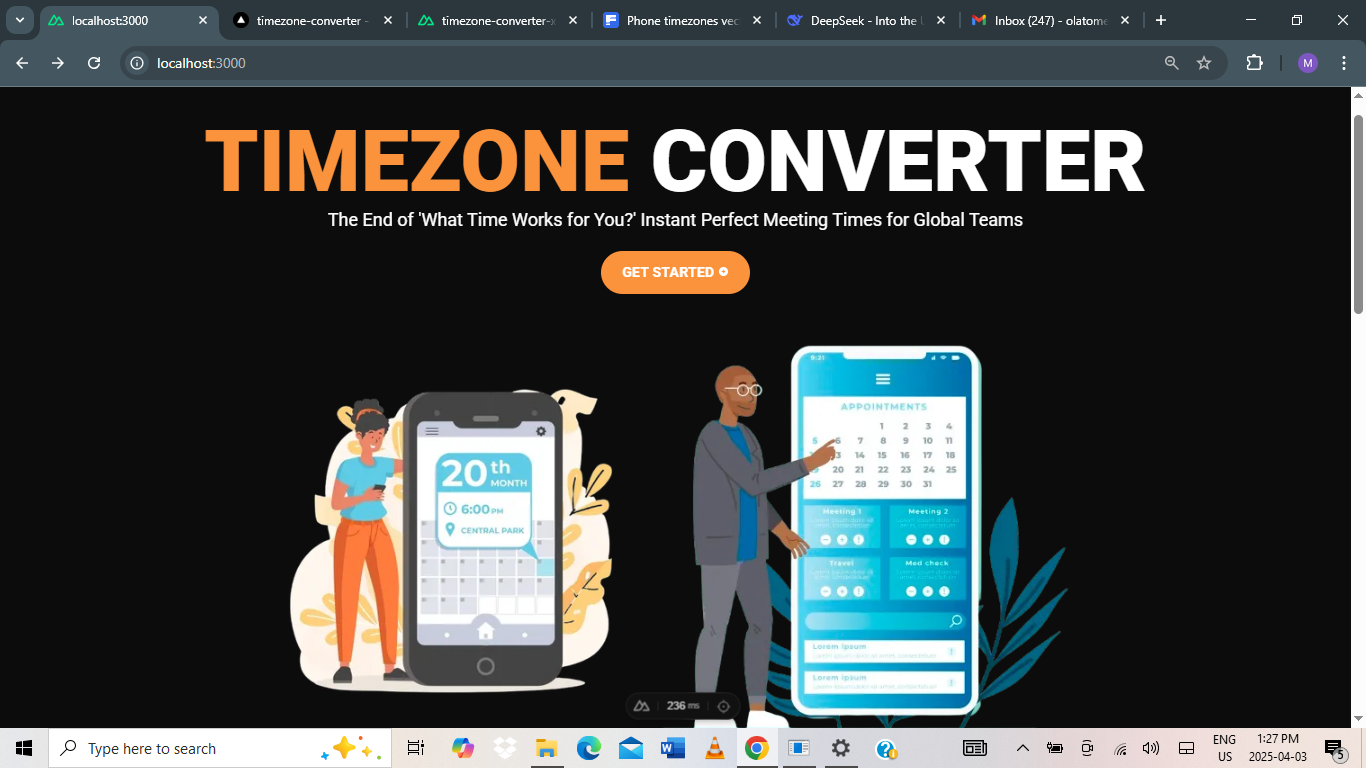 localhost:3000
timezone-converter -
timezone-converter-x
Phone timezones vec
DeepSeek - Into the U
Inbox (247) - olatome
localhost:3000
M
TIMEZONE CONVERTER
The End of 'What Time Works for You?' Instant Perfect Meeting Times for Global Teams
GET STARTED
9:31
APPOINTMENTS
1 2 3 4
5 6 7 8 9 10 11
13 14 15 16 17 18
20 21 22 23 24 25
26 27 28 29 30 31
20th
MONTH
6:00 PM
CENTRAL PARK
Meeting 1
Meeting 2
Travel
Med check
Lorem ipsum
Lorem ipsum
236 ms
Type here to search
ENG
US
1:27 PM
2025-04-03
5